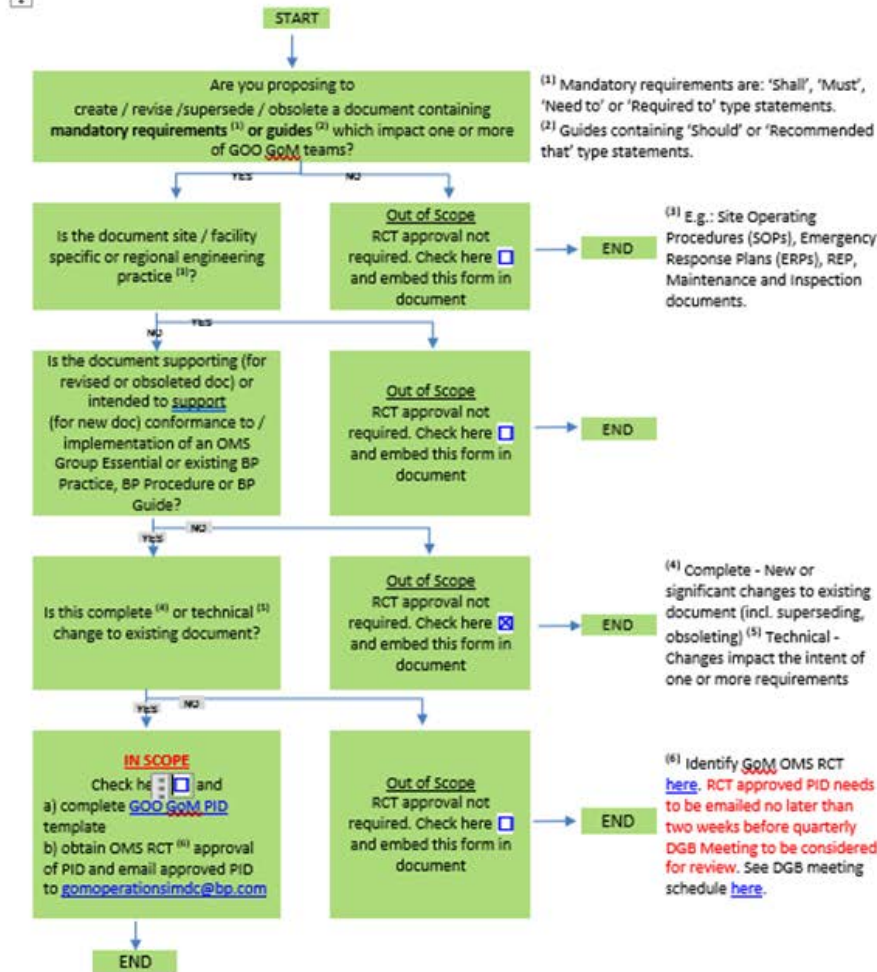 START
Are you proposing to
create / revise /supersede / obsolete a document containing
mandatory requirements (1) or guides (2) which impact one or more
of GOO GoM teams?
(1) Mandatory requirements are: 'Shall', 'Must',
'Need to' or 'Required to' type statements.
(2) Guides containing 'Should' or 'Recommended
that' type statements.
YES
NO
Is the document site / facility
specific or regional engineering
practice (3)?
Out of Scope
RCT approval not
required. Check here ☐
and embed this form in
document
END
(3) E.g.: Site Operating
Procedures (SOPs), Emergency
Response Plans (ERPs), REP,
Maintenance and Inspection
documents.
NO
YES
Is the document supporting (for
revised or obsoleted doc) or
intended to support
(for new doc) conformance to /
implementation of an OMS
Group Essential or existing BP
Practice, BP Procedure or BP
Guide?
Out of Scope
RCT approval not
required. Check here ☐
and embed this form in
document
END
YES
NO
Is this complete (4) or technical (5)
change to existing document?
Out of Scope
RCT approval not
required. Check here ☒
and embed this form in
document
END
(4) Complete - New or
significant changes to existing
document (incl. superseding,
obsoleting) (5) Technical -
Changes impact the intent of
one or more requirements
YES
NO
IN SCOPE
Check he ☐ and
a) complete GOO GoM PID
template
b) obtain OMS RCT (6) approval
of PID and email approved PID
to gomoperationsimdc@bp.com
Out of Scope
RCT approval not
required. Check here ☐
and embed this form in
document
END
(6) Identify GoM OMS RCT
here. RCT approved PID needs
to be emailed no later than
two weeks before quarterly
DGB Meeting to be considered
for review. See DGB meeting
schedule here.
END